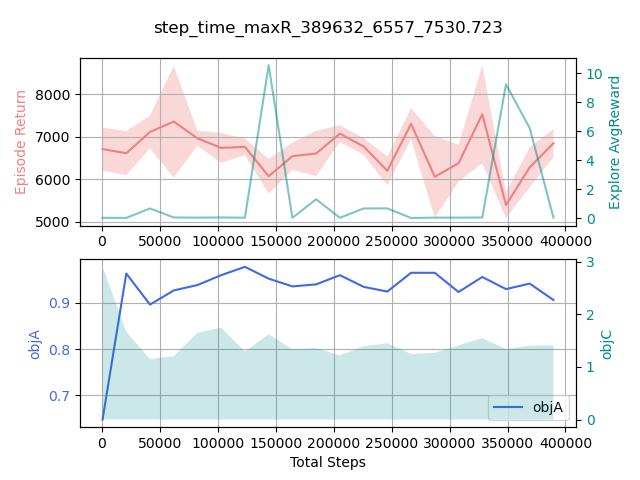 step_time_maxR_389632_6557_7530.723
8000
7000
6000
5000
Episode Return
10
8
6
4
2
0
Explore AvgReward
0 50000 100000 150000 200000 250000 300000 350000 400000
0.9
0.8
0.7
objA
3
2
1
0
objC
objA
0 50000 100000 150000 200000 250000 300000 350000 400000
Total Steps